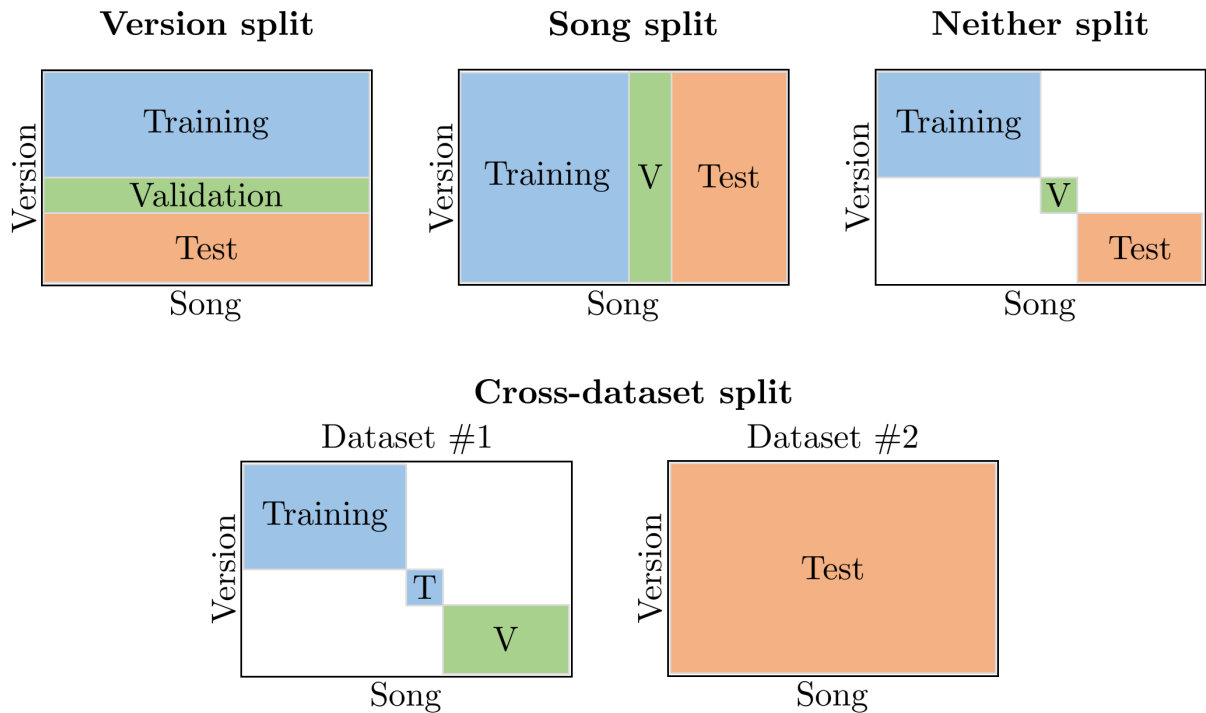 Version split
Version
Training
Validation
Test
Song
Song split
Version
Training
V
Test
Song
Neither split
Version
Training
V
Test
Song
Cross-dataset split
Dataset #1
Version
Training
T
V
Song
Dataset #2
Version
Test
Song